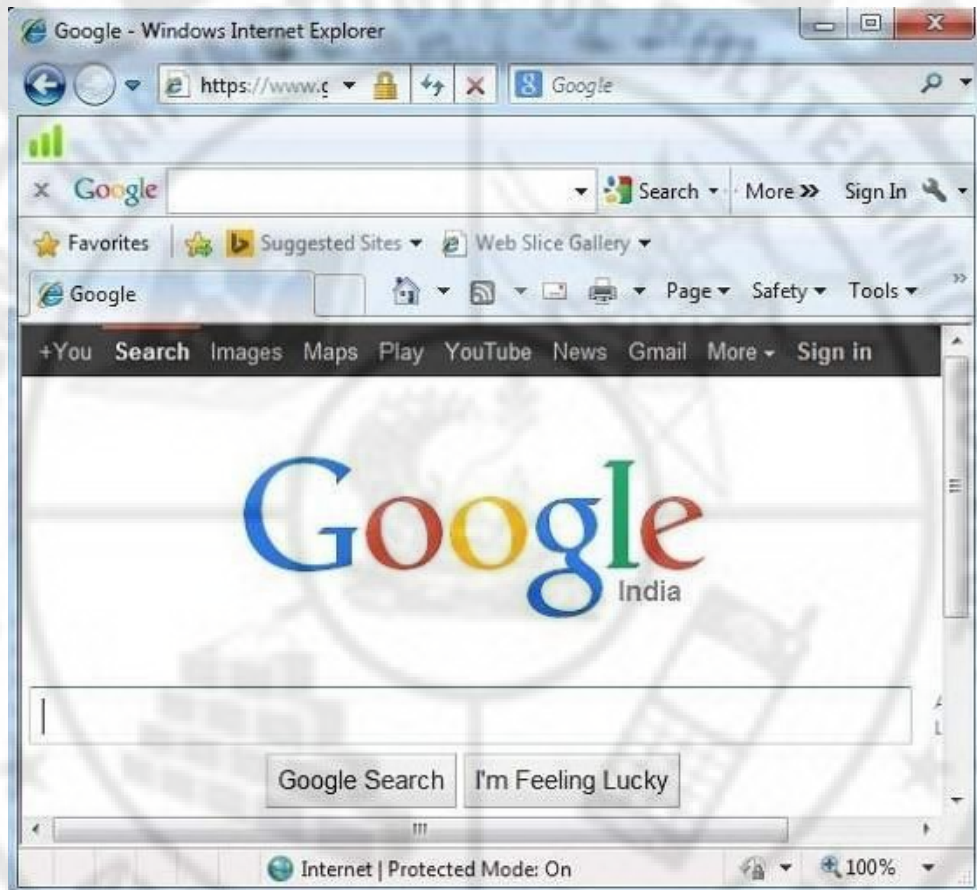 Google - Windows Internet Explorer
https://www.g Google
Google Search More >> Sign In
Favorites Suggested Sites Web Slice Gallery
Google Page Safety Tools »
+You Search Images Maps Play YouTube News Gmail More Sign in
Google
India
Google Search I'm Feeling Lucky
Internet | Protected Mode: On 100%